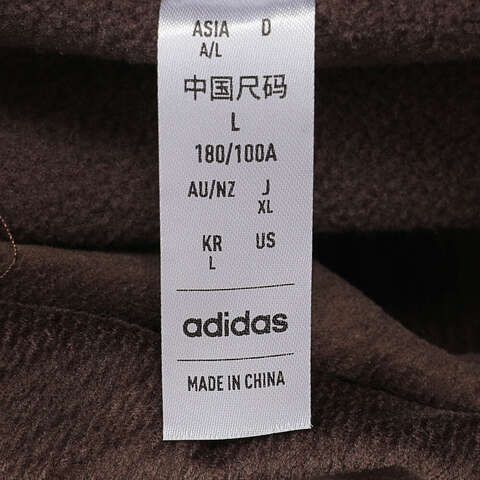 ASIA D
A/L
中国尺码
L
180/100A
AU/NZ J
XL
KR US
L
adidas
MADE IN CHINA